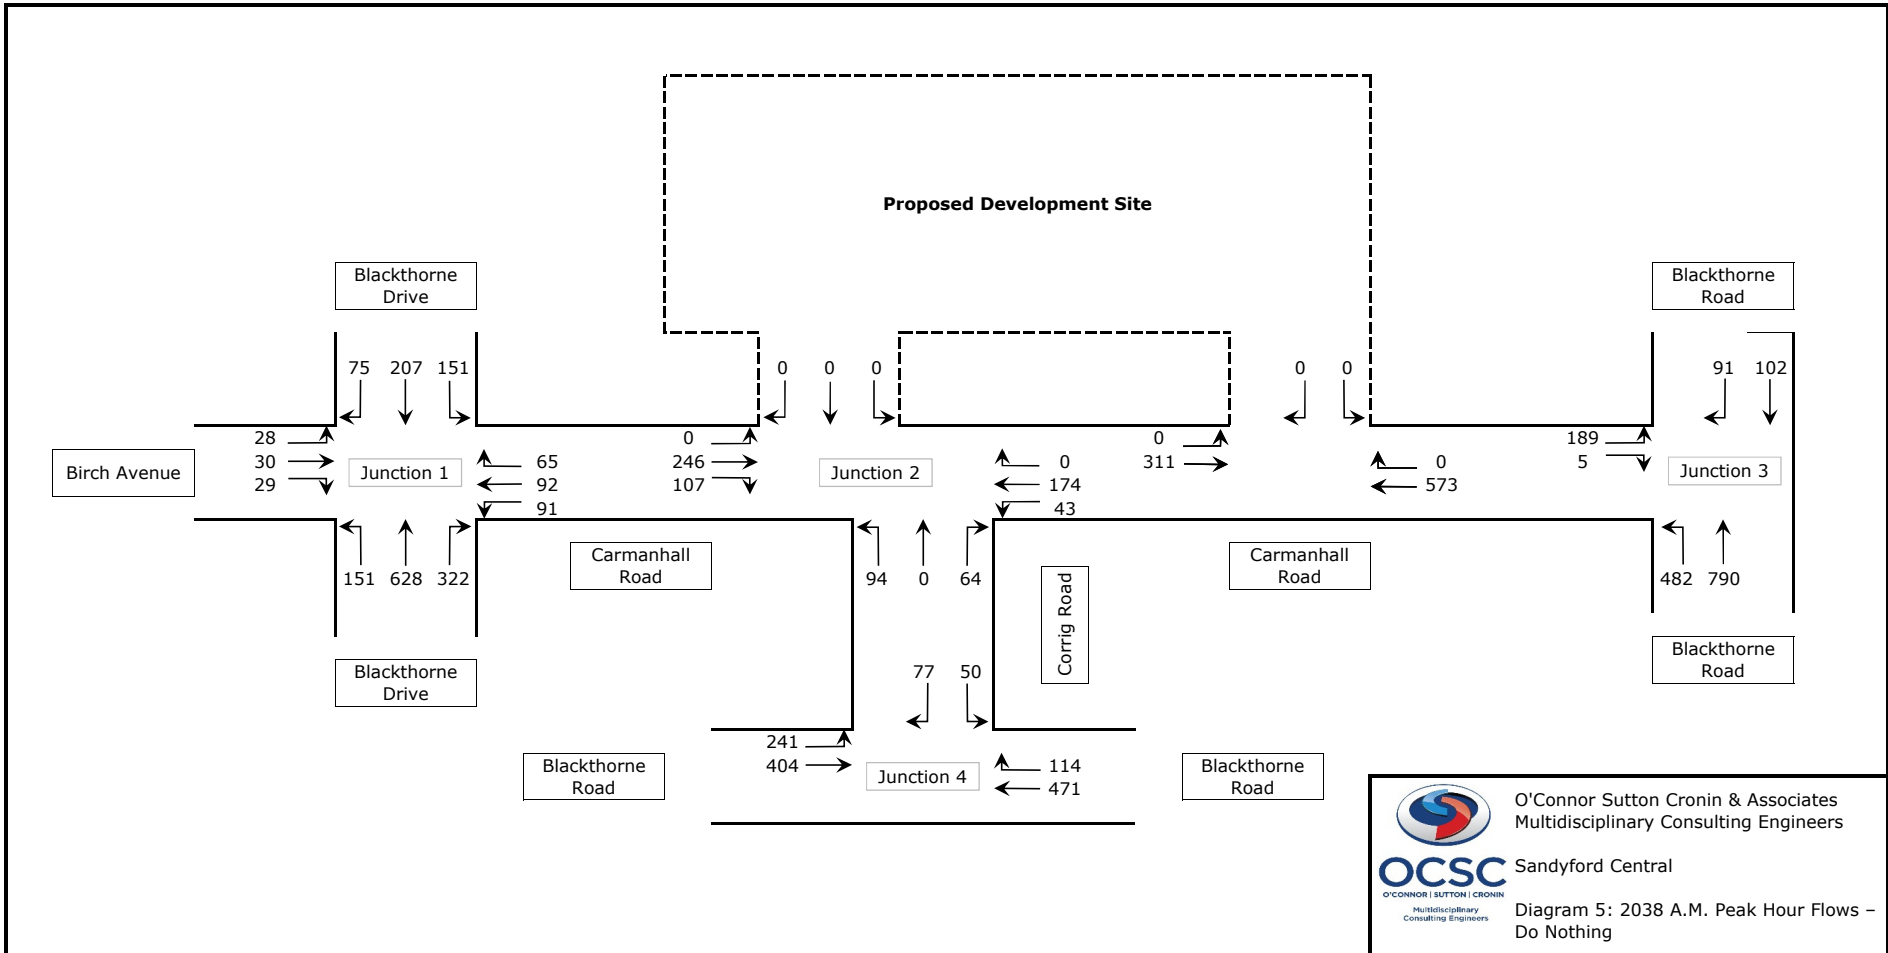 Proposed Development Site
Blackthorne
Drive
Blackthorne
Road
75 207 151
0 0 0
0 0
91 102
28
30
29
Birch Avenue
Junction 1
65
92
91
0
246
107
Junction 2
0
174
43
0
311
0
573
189
5
Junction 3
151 628 322
Carmanhall
Road
94 0 64
Corrig Road
Carmanhall
Road
482 790
Blackthorne
Drive
77 50
Blackthorne
Road
241
404
Blackthorne
Road
Junction 4
114
471
Blackthorne
Road
O'Connor Sutton Cronin & Associates
Multidisciplinary Consulting Engineers
OCSC
O'CONNOR | SUTTON | CRONIN
Multidisciplinary
Consulting Engineers
Sandyford Central
Diagram 5: 2038 A.M. Peak Hour Flows –
Do Nothing